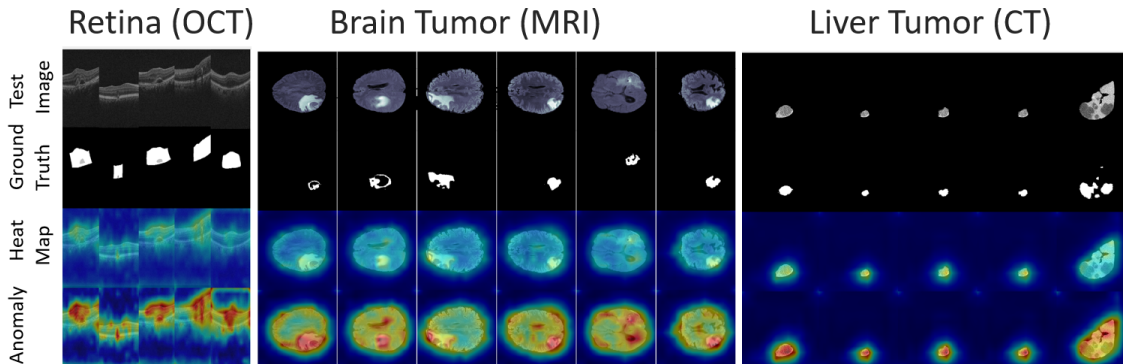 Retina (OCT)
Brain Tumor (MRI)
Liver Tumor (CT)
Test
Image
Ground
Truth
Heat
Map
Anomaly